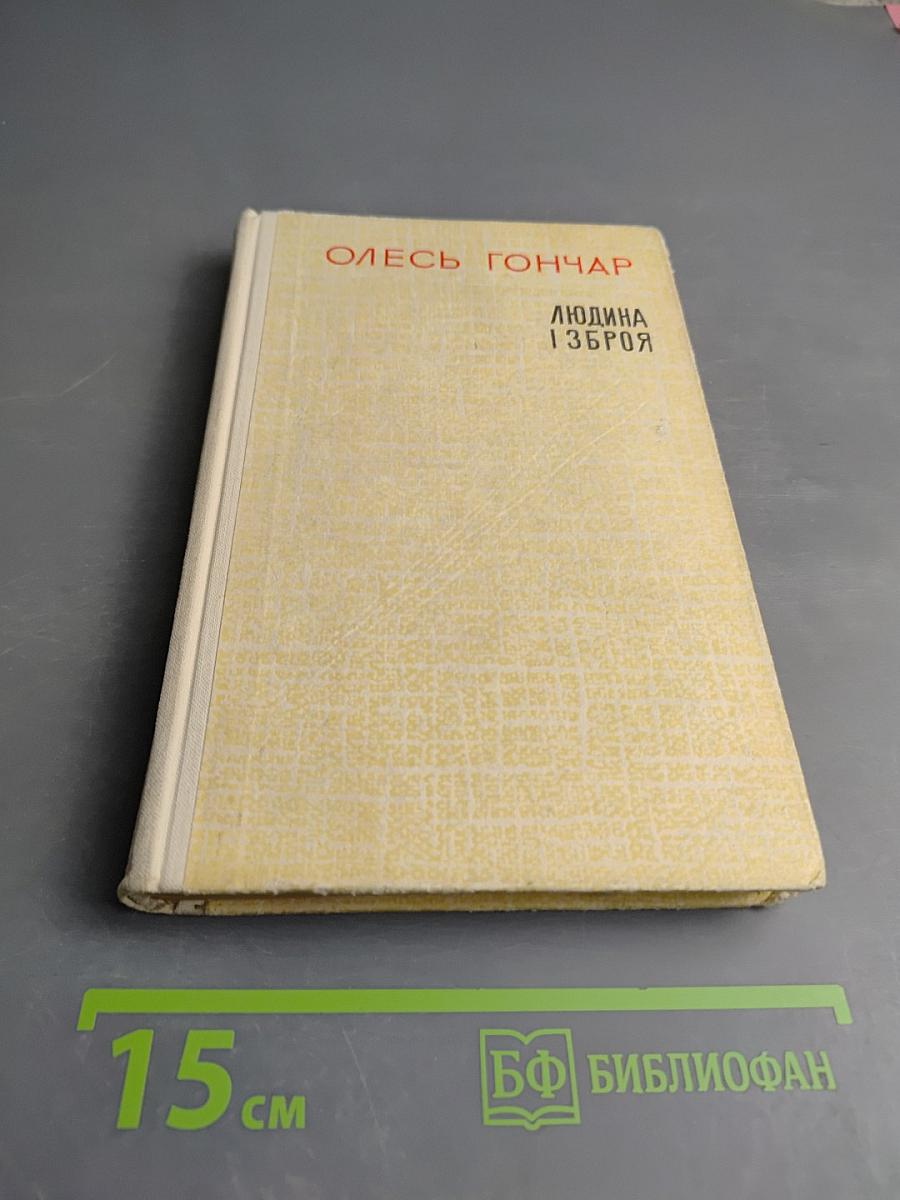 ОЛЕСЬ ГОНЧАР
ЛЮДИНА
І ЗБРОЯ
15 см
БФ БИБЛИОФАН